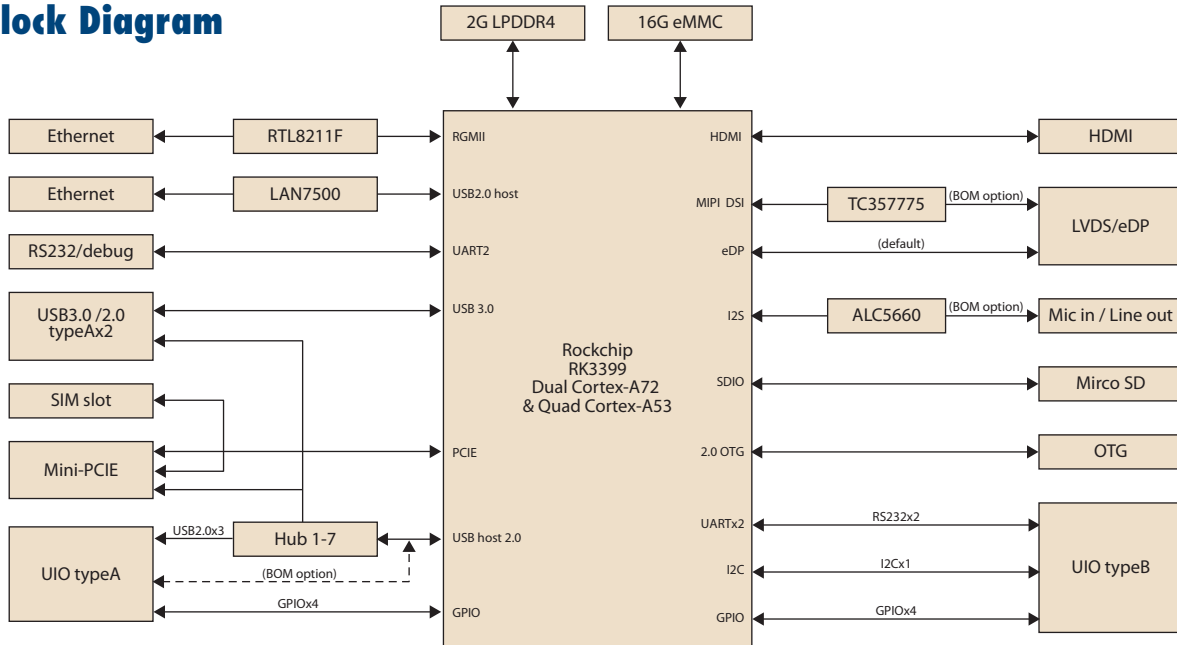 lock Diagram
2G LPDDR4
16G eMMC
Ethernet
RTL8211F
RGMII
HDMI
HDMI
Ethernet
LAN7500
USB2.0 host
MIPI DSI
TC357775
(BOM option)
LVDS/eDP
RS232/debug
UART2
eDP
(default)
USB3.0 /2.0
typeAx2
USB 3.0
I2S
ALC5660
(BOM option)
Mic in / Line out
Rockchip
RK3399
Dual Cortex-A72
& Quad Cortex-A53
SIM slot
SDIO
Mirco SD
Mini-PCIE
PCIE
2.0 OTG
OTG
UIO typeA
USB2.0x3
Hub 1-7
USB host 2.0
(BOM option)
GPIOx4
GPIO
UARTx2
RS232x2
I2C
I2Cx1
GPIO
GPIOx4
UIO typeB